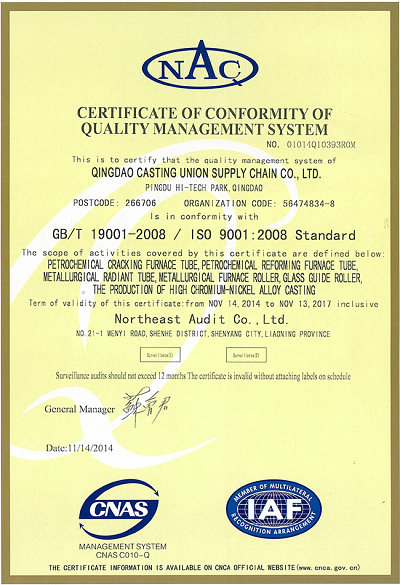 NAC
CERTIFICATE OF CONFORMITY OF
QUALITY MANAGEMENT SYSTEM
NO. 01014Q10393R0M
This is to certify that the quality management system of
QINGDAO CASTING UNION SUPPLY CHAIN CO., LTD.
PINGDU HI-TECH PARK, QINGDAO
POSTCODE: 266706 ORGANIZATION CODE: 56474834-8
Is in conformity with
GB/T 19001-2008 / ISO 9001:2008 Standard
The scope of activities covered by this certificate are defined below:
PETROCHEMICAL CRACKING FURNACE TUBE, PETROCHEMICAL REFORMING FURNACE TUBE,
METALLURGICAL RADIANT TUBE, METALLURGICAL FURNACE ROLLER, GLASS GUIDE ROLLER,
THE PRODUCTION OF HIGH CHROMIUM-NICKEL ALLOY CASTING
Term of validity of this certificate:from NOV 14, 2014 to NOV 13, 2017 inclusive
Northeast Audit Co., Ltd.
NO. 21-1 WENYI ROAD, SHENHE DISTRICT, SHENYANG CITY, LIAONING PROVINCE
Surveillance(I) Surveillance(II)
Surveillance audits should not exceed 12 months The certificate is invalid without attaching labels on schedule
General Manager
Date:11/14/2014
CNAS
MANAGEMENT SYSTEM
CNAS C010-Q
MEMBER OF MULTILATERAL
IAF
RECOGNITION ARRANGEMENT
THE CERTIFICATE INFORMATION IS AVAILABLE ON CNCA OFFICIAL WEBSITE(www.cnca.gov.cn)